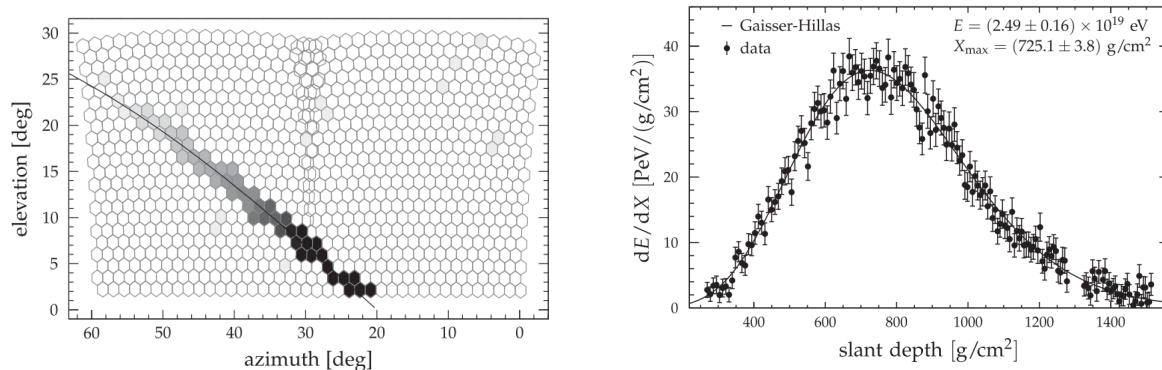 30
25
20
15
10
5
0
elevation [deg]
60 50 40 30 20 10 0
azimuth [deg]
40
30
20
10
0
dE/dX [PeV/(g/cm²)]
Gaisser-Hillas
data
E = (2.49 ± 0.16) × 10¹⁹ eV
Xmax = (725.1 ± 3.8) g/cm²
400 600 800 1000 1200 1400
slant depth [g/cm²]